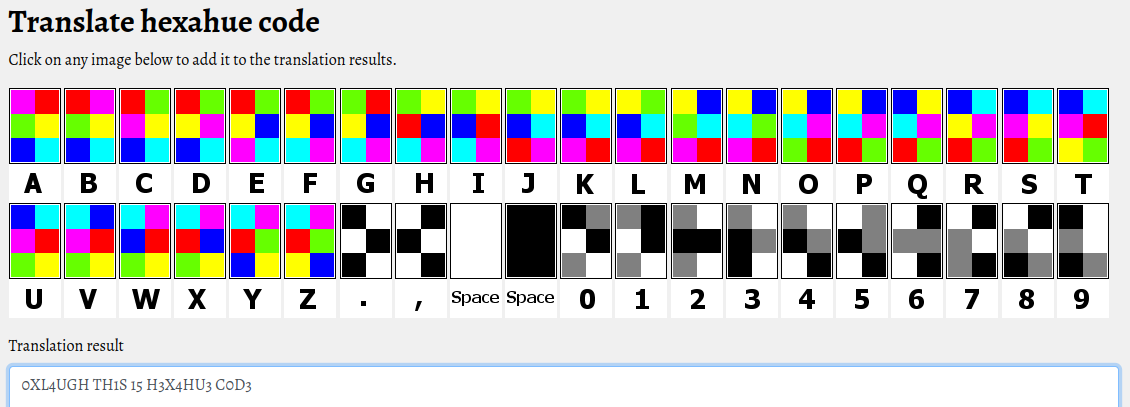 Translate hexahue code
Click on any image below to add it to the translation results.
A B C D E F G H I J K L M N O P Q R S T
U V W X Y Z . , Space Space 0 1 2 3 4 5 6 7 8 9
Translation result
0XL4UGH TH1S 15 H3X4HU3 C0D3